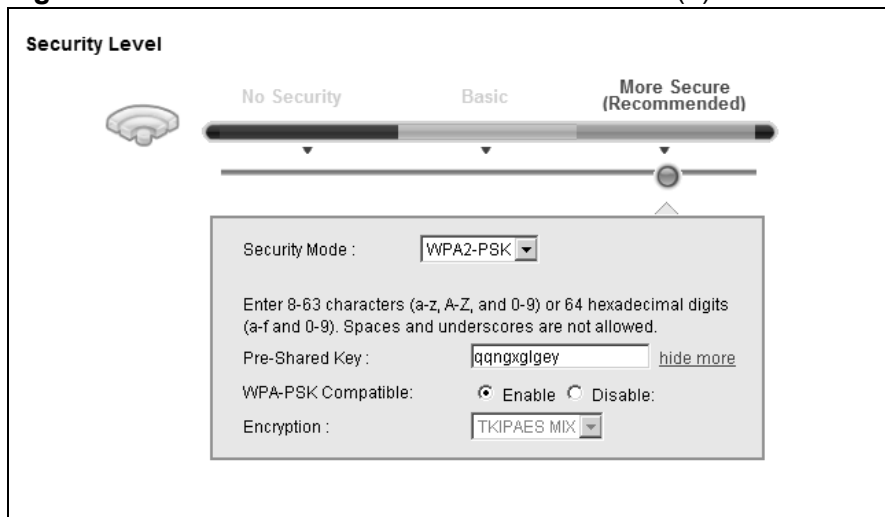 Security Level
No Security
Basic
More Secure
(Recommended)
Security Mode :
WPA2-PSK
Enter 8-63 characters (a-z, A-Z, and 0-9) or 64 hexadecimal digits
(a-f and 0-9). Spaces and underscores are not allowed.
Pre-Shared Key :
qqngxglgey
hide more
WPA-PSK Compatible:
Enable
Disable:
Encryption :
TKIPAES MIX